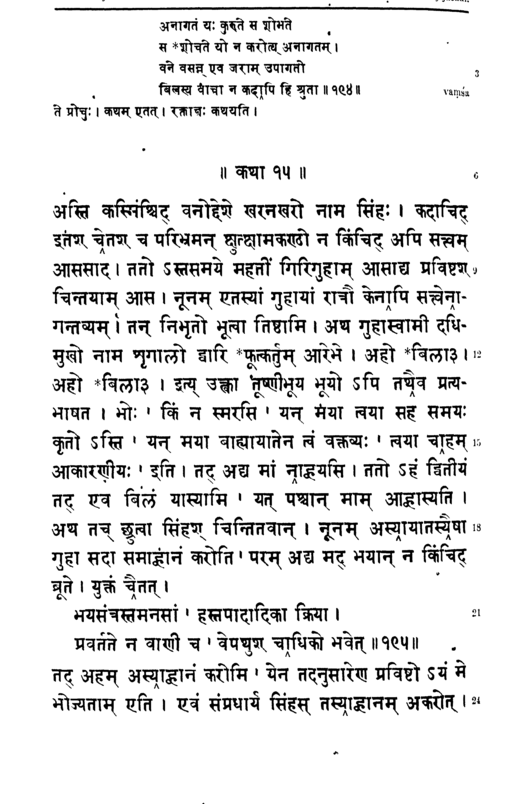 अनागतं यः कुरुते स शोभते
स *शोचते यो न करोत्य् अनागतम् ।
वने वसन्न् एव जराम् उपागतो
3
बिलस्य वाचा न कदापि हि श्रुता ॥ १९४ ॥
vaṃśa
ते प्रोचुः । कथम् एतत् । रक्ताक्षः कथयति ।
॥ कथा १५ ॥
6
अस्ति कस्मिंश्चिद् वनोद्देशे खरनखरो नाम सिंहः । कदाचिद्
इतश् चेतश् च परिभ्रमन् क्षुत्क्षामकण्ठो न किंचिद् अपि सत्त्वम्
आससाद । ततो ऽस्तसमये महतीं गिरिगुहाम् आसाद्य प्रविष्टश् 9
चिन्तयाम् आस । नूनम् एतस्यां गुहायां रात्रौ केनापि सत्त्वेना-
गन्तव्यम् । तन् निभृतो भूत्वा तिष्ठामि । अथ गुहास्वामी दधि-
मुखो नाम शृगालो द्वारि *फूत्कर्तुम् आरेभे । अहो *बिला३ । 12
अहो *बिला३ । इत्य् उक्त्वा तूष्णीभूय भूयो ऽपि तथैव प्रत्य-
भाषत । भोः ' किं न स्मरसि ' यन् मया त्वया सह समयः
कृतो ऽस्ति ' यन् मया बाह्यायातेन त्वं वक्तव्यः ' त्वया चाहम् 15
आकारणीयः ' इति । तद् अद्य मां नाह्वयसि । ततो ऽहं द्वितीयं
तद् एव बिलं यास्यामि ' यत् पश्चान् माम् आह्वास्यति ।
अथ तच् छ्रुत्वा सिंहश् चिन्तितवान् । नूनम् अस्यायातस्यैषा 18
गुहा सदा समाह्वानं करोति ' परम् अद्य मद् भयान् न किंचिद्
ब्रूते । युक्तं चैतत् ।
भयसंत्रस्तमनसां ' हस्तपादादिका क्रिया ।
21
प्रवर्तते न वाणी च ' वेपथुश् चाधिको भवेत् ॥ १९५॥
तद् अहम् अस्याह्वानं करोमि ' येन तदनुसारेण प्रविष्टो ऽयं मे
भोज्यताम् एति । एवं संप्रधार्य सिंहस् तस्याह्वानम् अकरोत् । 24